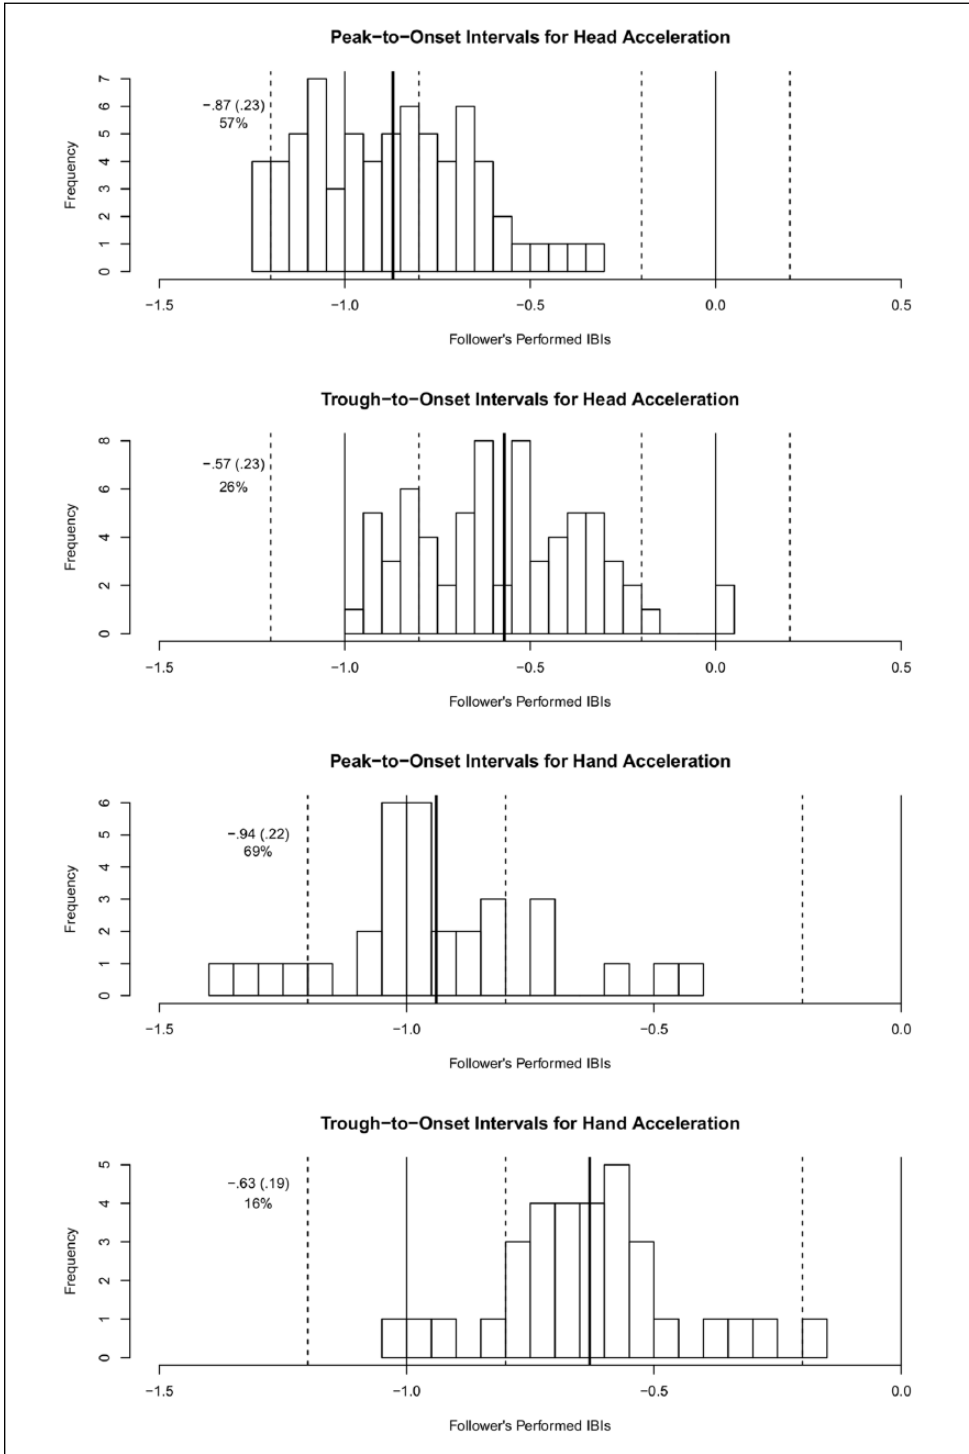 Peak−to−Onset Intervals for Head Acceleration
−.87 (.23)
57%
Frequency
7
6
5
4
3
2
1
0
−1.5 −1.0 −0.5 0.0 0.5
Follower's Performed IBIs
Trough−to−Onset Intervals for Head Acceleration
−.57 (.23)
26%
Frequency
8
6
4
2
0
−1.5 −1.0 −0.5 0.0 0.5
Follower's Performed IBIs
Peak−to−Onset Intervals for Hand Acceleration
−.94 (.22)
69%
Frequency
6
5
4
3
2
1
0
−1.5 −1.0 −0.5 0.0
Follower's Performed IBIs
Trough−to−Onset Intervals for Hand Acceleration
−.63 (.19)
16%
Frequency
5
4
3
2
1
0
−1.5 −1.0 −0.5 0.0
Follower's Performed IBIs